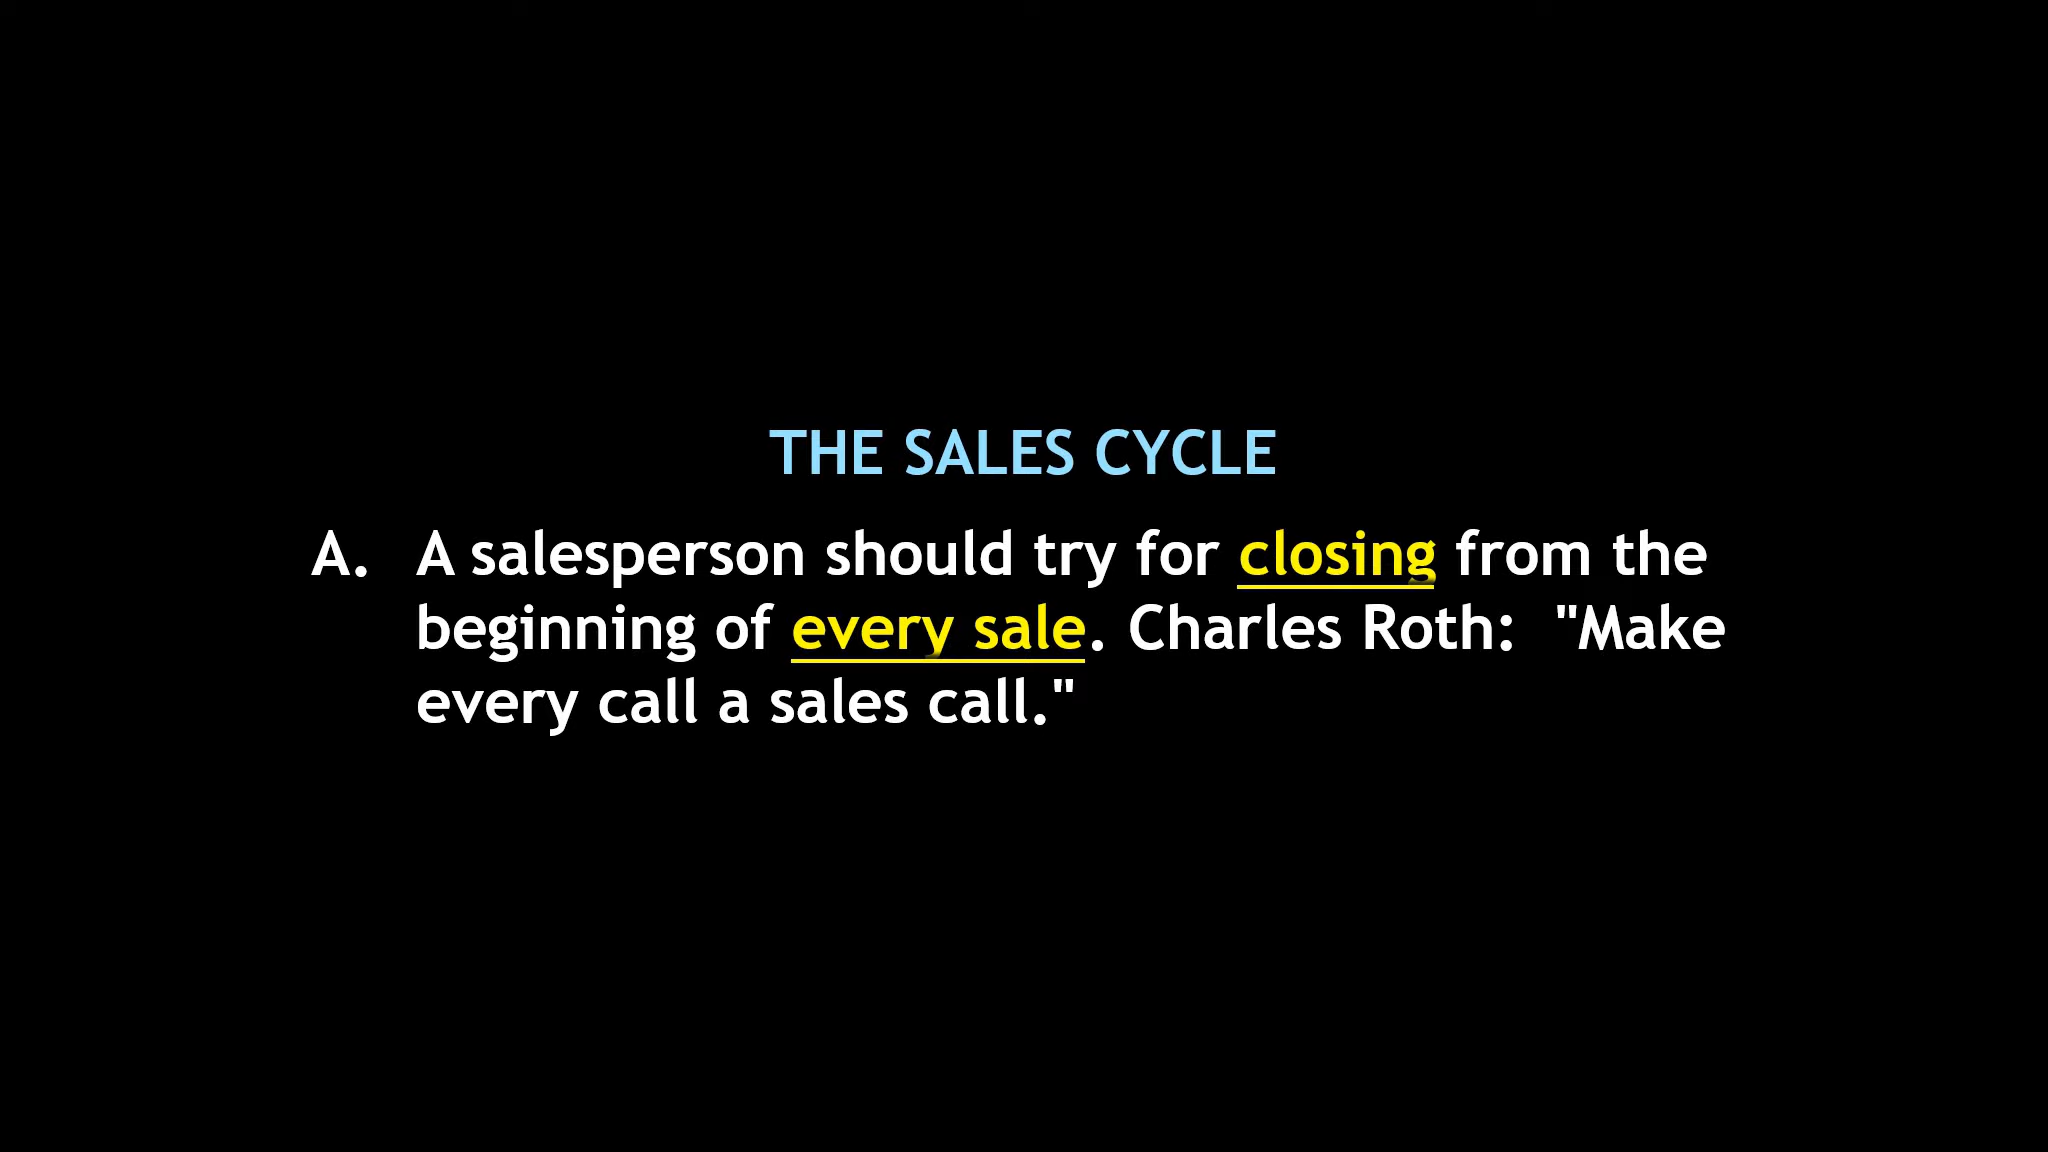 THE SALES CYCLE
A. A salesperson should try for closing from the
beginning of every sale. Charles Roth:  "Make
every call a sales call."